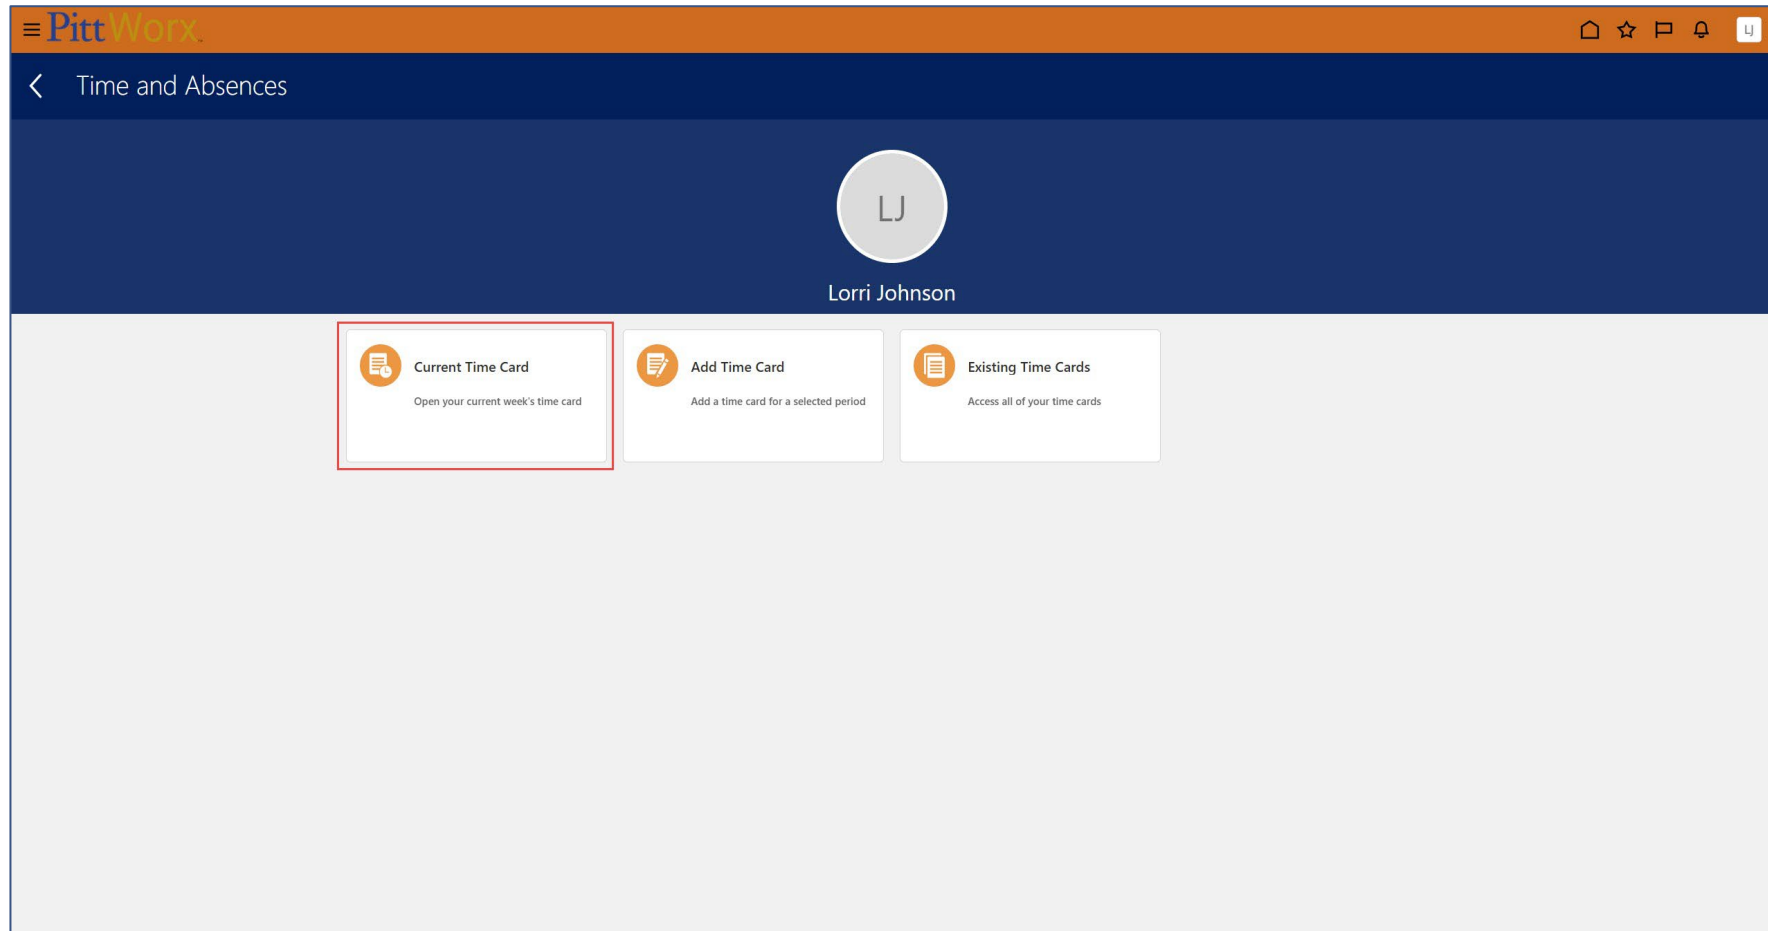 PittWorx
LJ
Time and Absences
LJ
Lorri Johnson
Current Time Card
Open your current week's time card
Add Time Card
Add a time card for a selected period
Existing Time Cards
Access all of your time cards